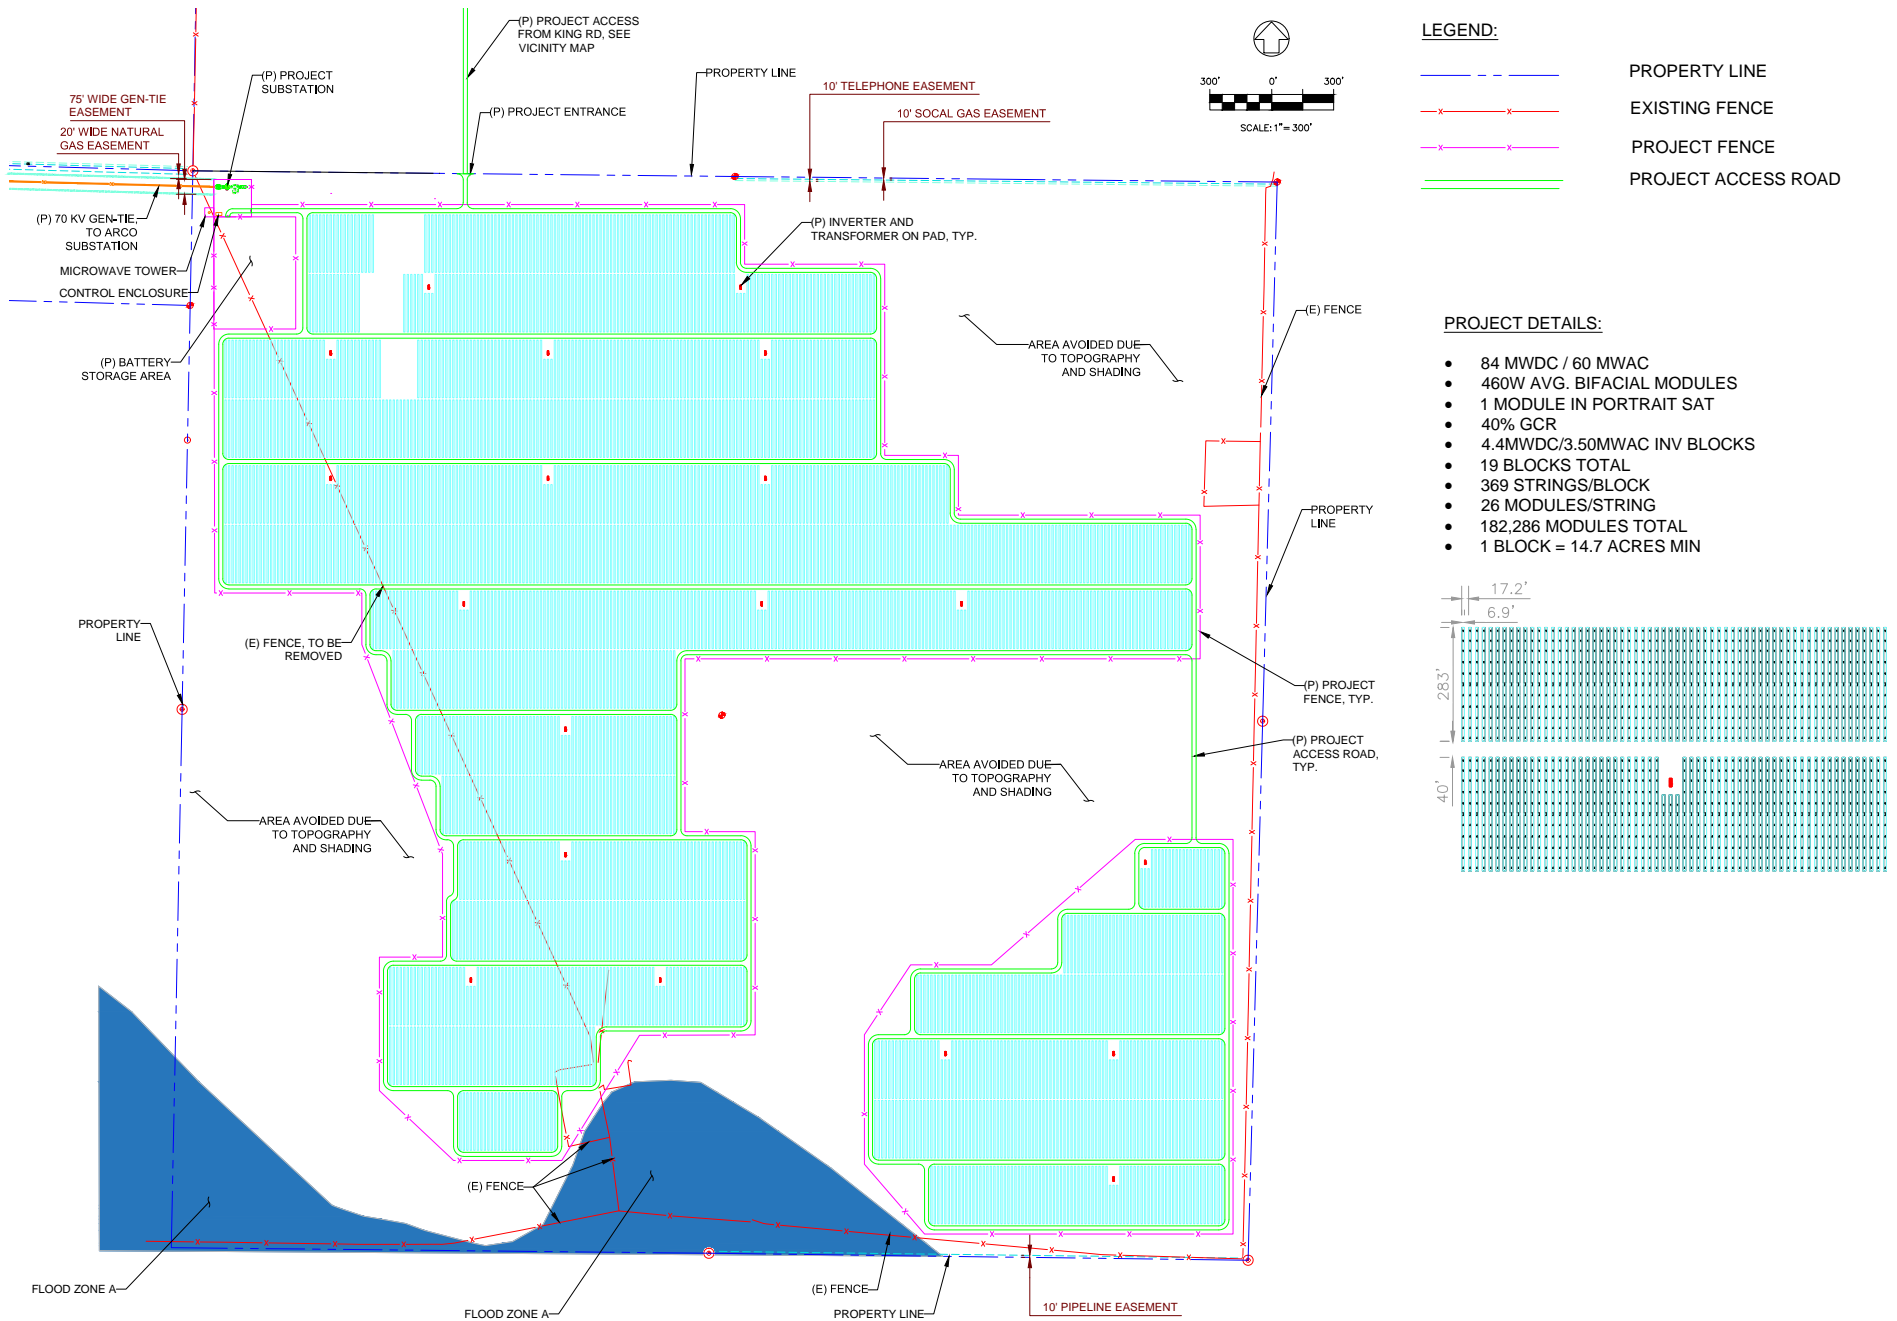 (P) PROJECT ACCESS
FROM KING RD, SEE
VICINITY MAP
(P) PROJECT
SUBSTATION
PROPERTY LINE
75' WIDE GEN-TIE
EASEMENT
20' WIDE NATURAL
GAS EASEMENT
(P) PROJECT ENTRANCE
10' TELEPHONE EASEMENT
10' SOCAL GAS EASEMENT
300'
0'
300'
SCALE: 1"= 300'
LEGEND:
PROPERTY LINE
EXISTING FENCE
PROJECT FENCE
PROJECT ACCESS ROAD
(P) 70 KV GEN-TIE,
TO ARCO
SUBSTATION
MICROWAVE TOWER
CONTROL ENCLOSURE
(P) INVERTER AND
TRANSFORMER ON PAD, TYP.
(P) BATTERY
STORAGE AREA
AREA AVOIDED DUE
TO TOPOGRAPHY
AND SHADING
(E) FENCE
PROJECT DETAILS:
• 84 MWDC / 60 MWAC
• 460W AVG. BIFACIAL MODULES
• 1 MODULE IN PORTRAIT SAT
• 40% GCR
• 4.4MWDC/3.50MWAC INV BLOCKS
• 19 BLOCKS TOTAL
• 369 STRINGS/BLOCK
• 26 MODULES/STRING
• 182,286 MODULES TOTAL
• 1 BLOCK = 14.7 ACRES MIN
PROPERTY
LINE
17.2'
6.9'
283'
40'
PROPERTY
LINE
(E) FENCE, TO BE
REMOVED
(P) PROJECT
FENCE, TYP.
(P) PROJECT
ACCESS ROAD,
TYP.
AREA AVOIDED DUE
TO TOPOGRAPHY
AND SHADING
AREA AVOIDED DUE
TO TOPOGRAPHY
AND SHADING
(E) FENCE
FLOOD ZONE A
FLOOD ZONE A
(E) FENCE
PROPERTY LINE
10' PIPELINE EASEMENT